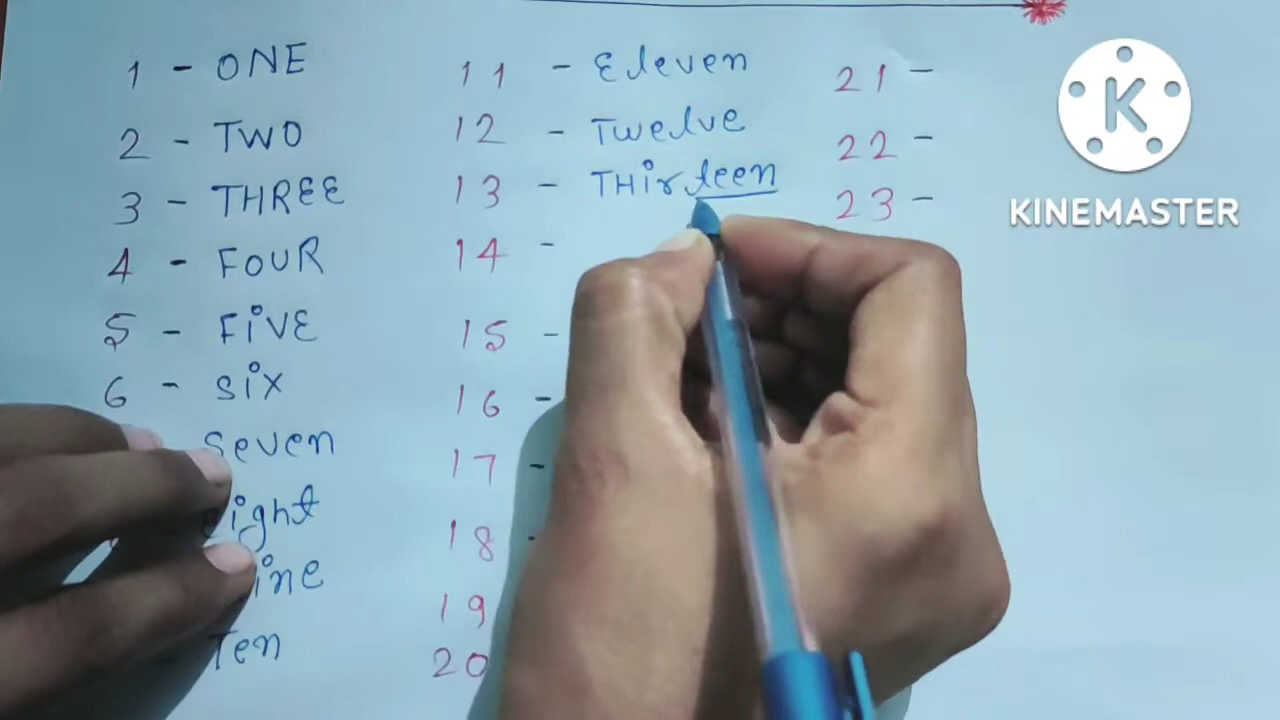 1 - ONE
2 - TWO
3 - THREE
4 - FOUR
5 - FiVE
6 - SiX
Seven
eight
ine
Ten
11 - Eleven
12 - Twelve
13 - THirteen
14 -
15 -
16 -
17 -
18 -
19
20
21 -
22 -
23 -
KINEMASTER